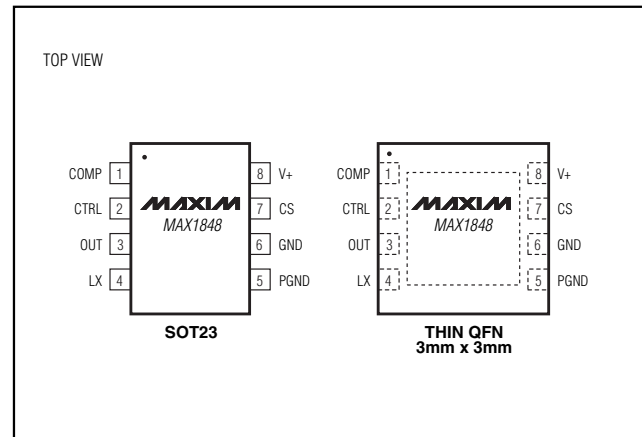 TOP VIEW
COMP 1
8 V+
CTRL 2
MAXIM
7 CS
MAX1848
OUT 3
6 GND
LX 4
5 PGND
SOT23
COMP 1
8 V+
CTRL 2
MAXIM
7 CS
MAX1848
OUT 3
6 GND
LX 4
5 PGND
THIN QFN
3mm x 3mm